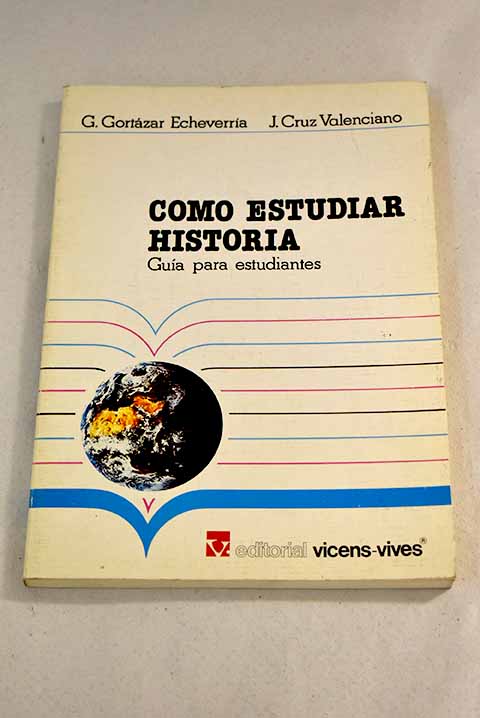 G. Gortázar Echeverría J. Cruz Valenciano
COMO ESTUDIAR
HISTORIA
Guía para estudiantes
V editorial vicens-vives®